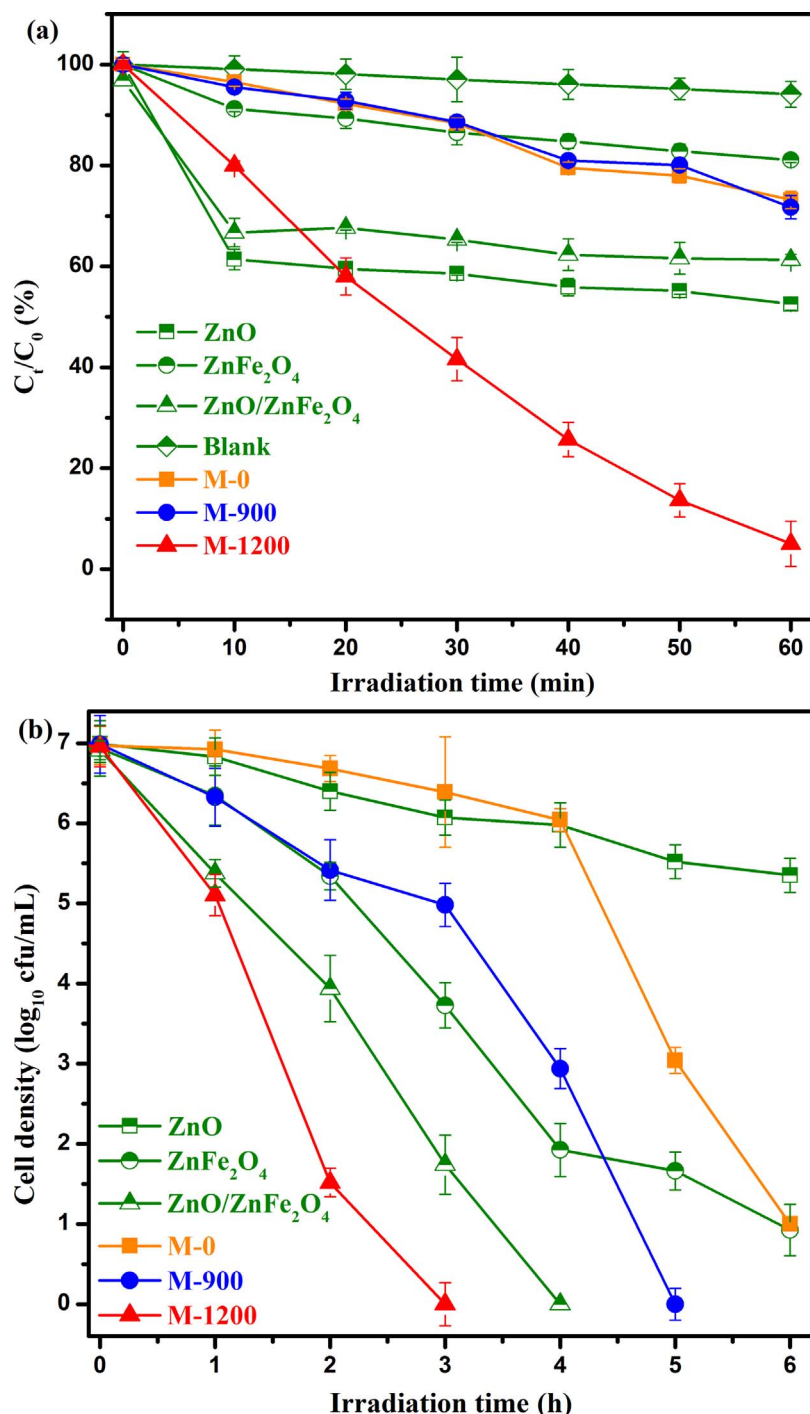 (a)
100
80
60
40
20
0
C_t/C_0 (%)
ZnO
ZnFe₂O₄
ZnO/ZnFe₂O₄
Blank
M-0
M-900
M-1200
0 10 20 30 40 50 60
Irradiation time (min)
(b)
7
6
5
4
3
2
1
0
Cell density (log₁₀ cfu/mL)
ZnO
ZnFe₂O₄
ZnO/ZnFe₂O₄
M-0
M-900
M-1200
0 1 2 3 4 5 6
Irradiation time (h)